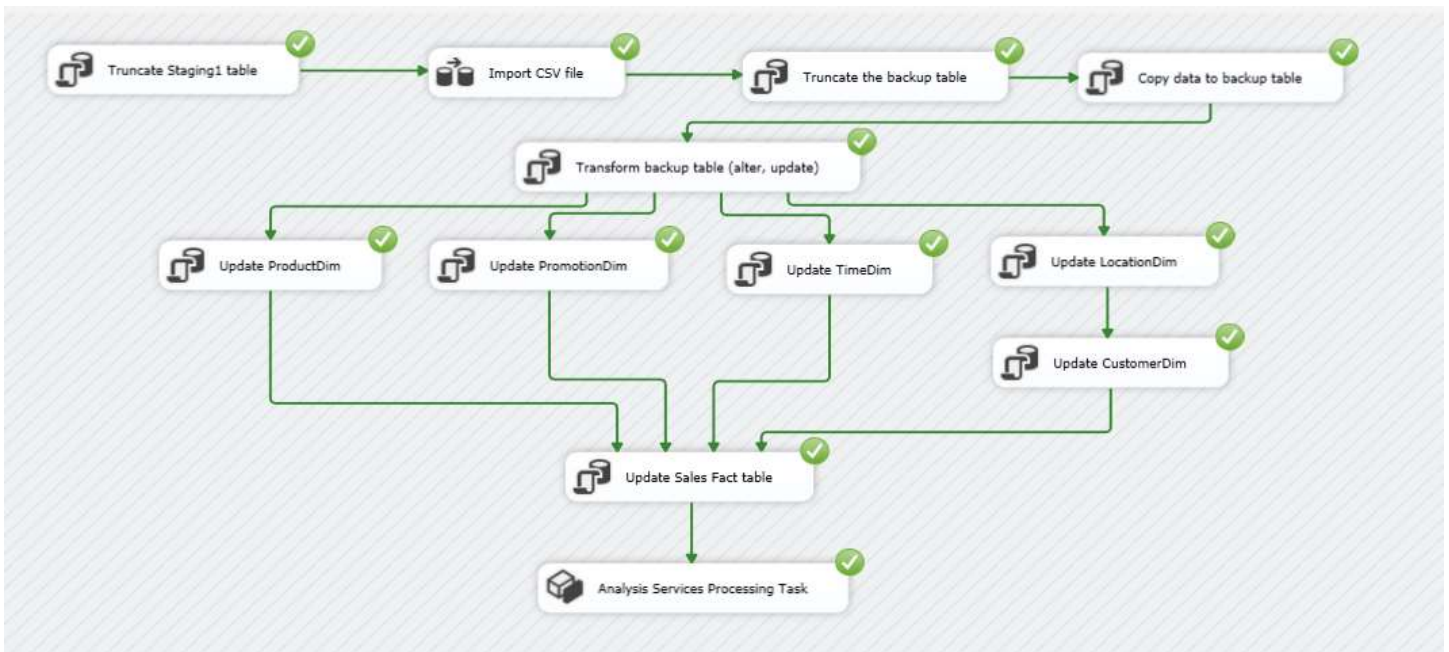 Truncate Staging1 table
Import CSV file
Truncate the backup table
Copy data to backup table
Transform backup table (alter, update)
Update ProductDim
Update PromotionDim
Update TimeDim
Update LocationDim
Update CustomerDim
Update Sales Fact table
Analysis Services Processing Task